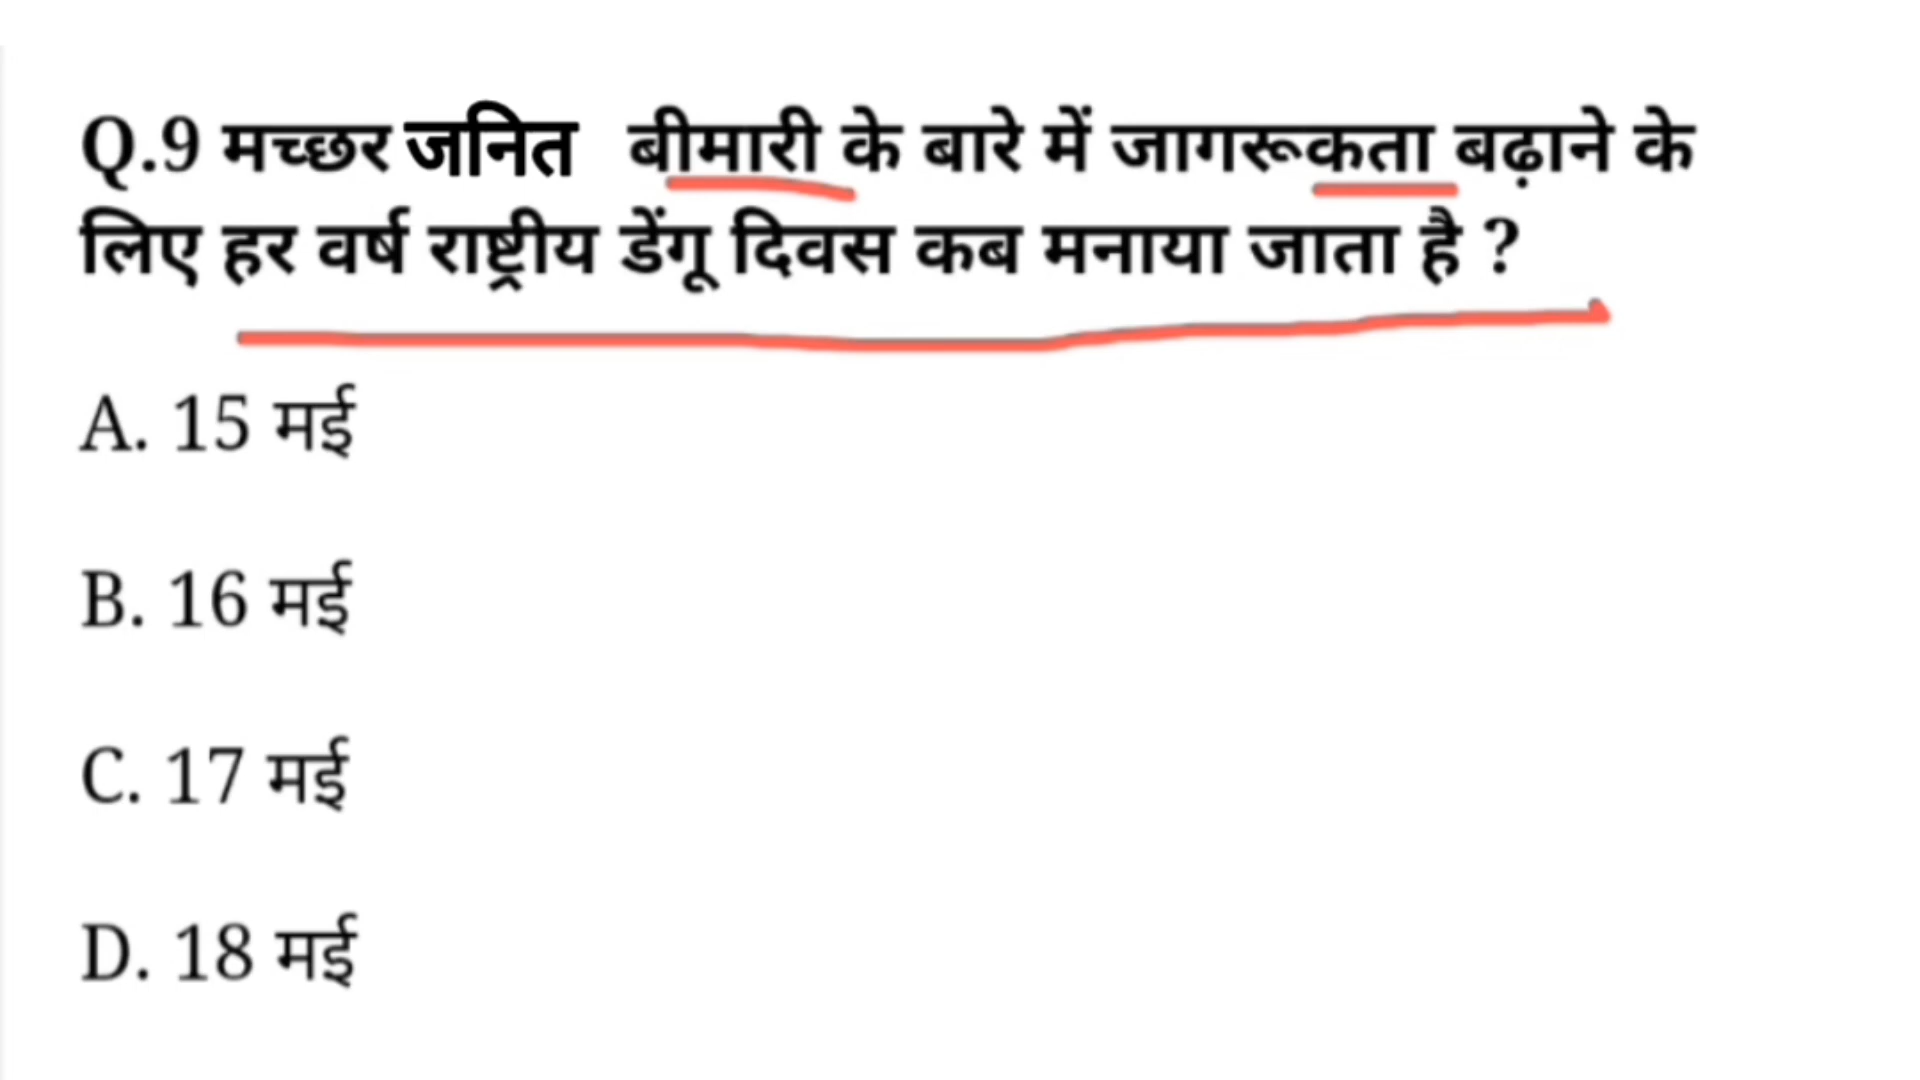 Q.9 मच्छर जनित बीमारी के बारे में जागरूकता बढ़ाने के
लिए हर वर्ष राष्ट्रीय डेंगू दिवस कब मनाया जाता है ?
A. 15 मई
B. 16 मई
C. 17 मई
D. 18 मई